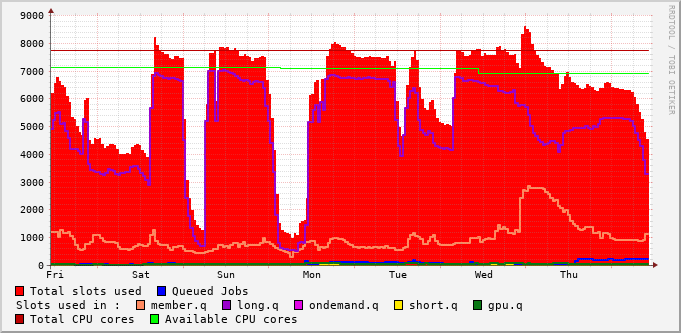 9000
8000
7000
6000
5000
4000
3000
2000
1000
0
Fri Sat Sun Mon Tue Wed Thu
Total slots used Queued Jobs
Slots used in : member.q long.q ondemand.q short.q gpu.q
Total CPU cores Available CPU cores
RRDTOOL / TOBI OETIKER